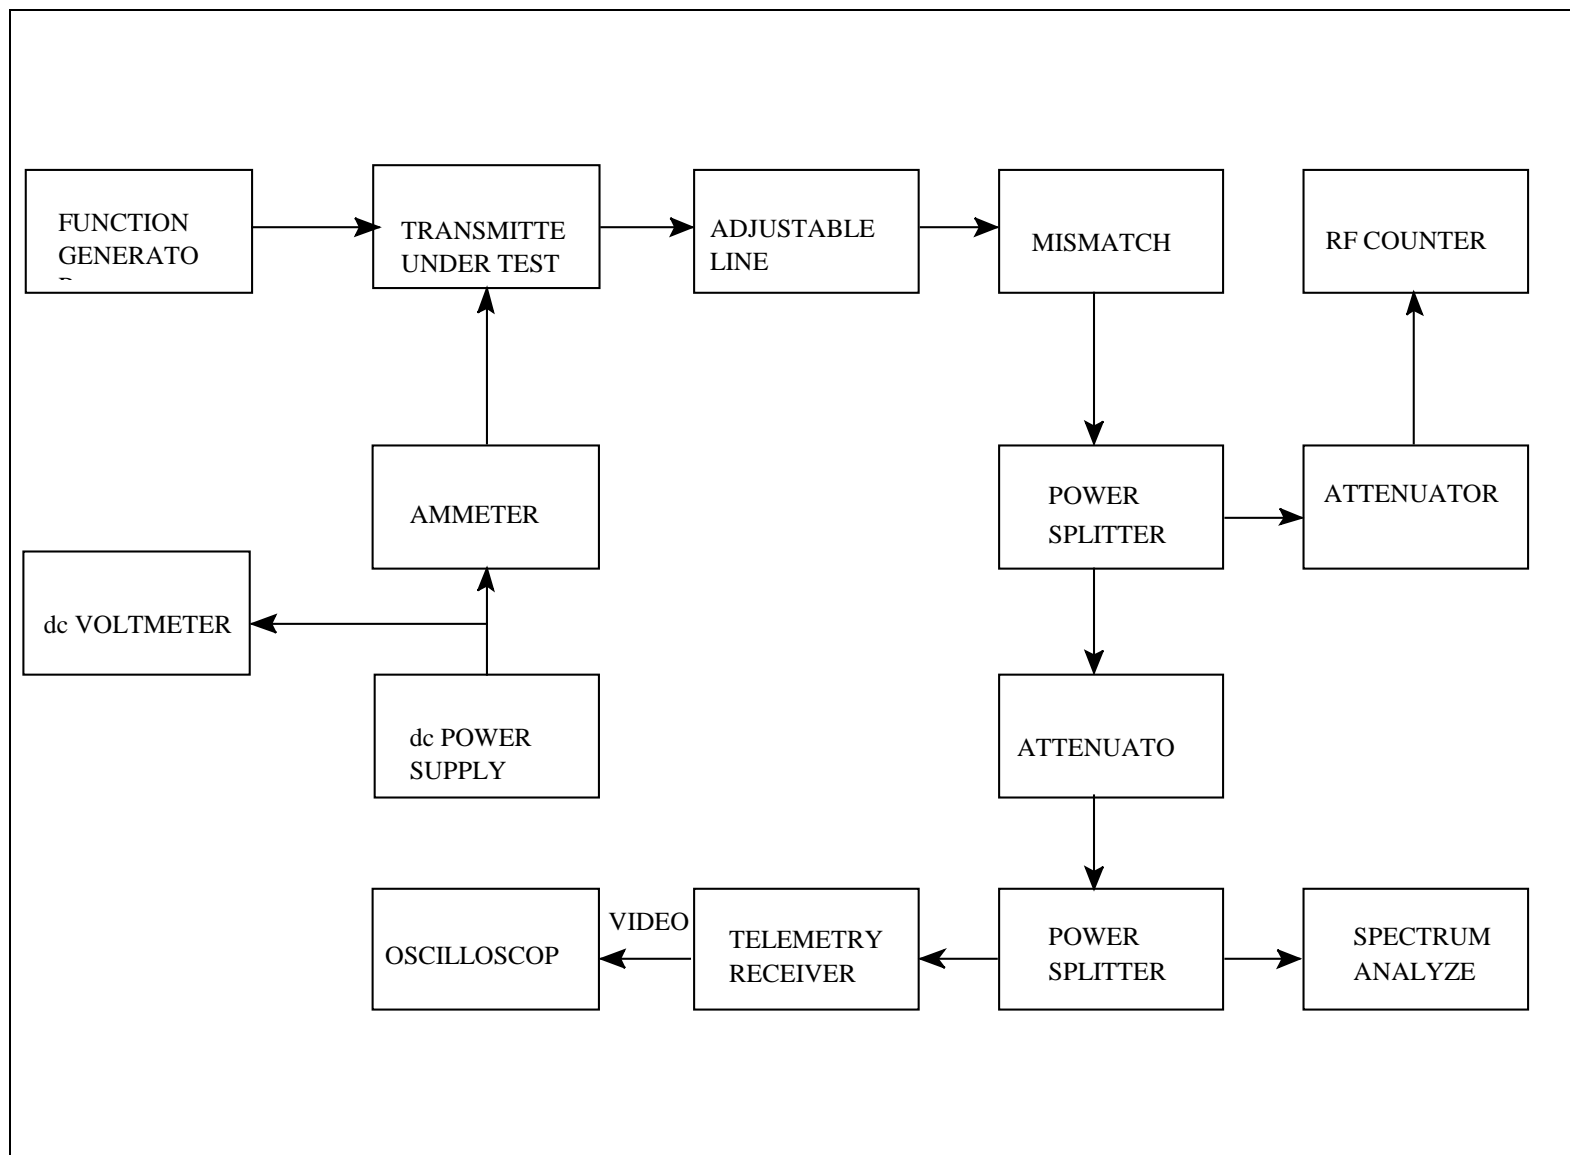 FUNCTION
GENERATO
TRANSMITTE
UNDER TEST
ADJUSTABLE
LINE
MISMATCH
RF COUNTER
AMMETER
POWER
SPLITTER
ATTENUATOR
dc VOLTMETER
dc POWER
SUPPLY
ATTENUATO
OSCILLOSCOP
VIDEO
TELEMETRY
RECEIVER
POWER
SPLITTER
SPECTRUM
ANALYZE